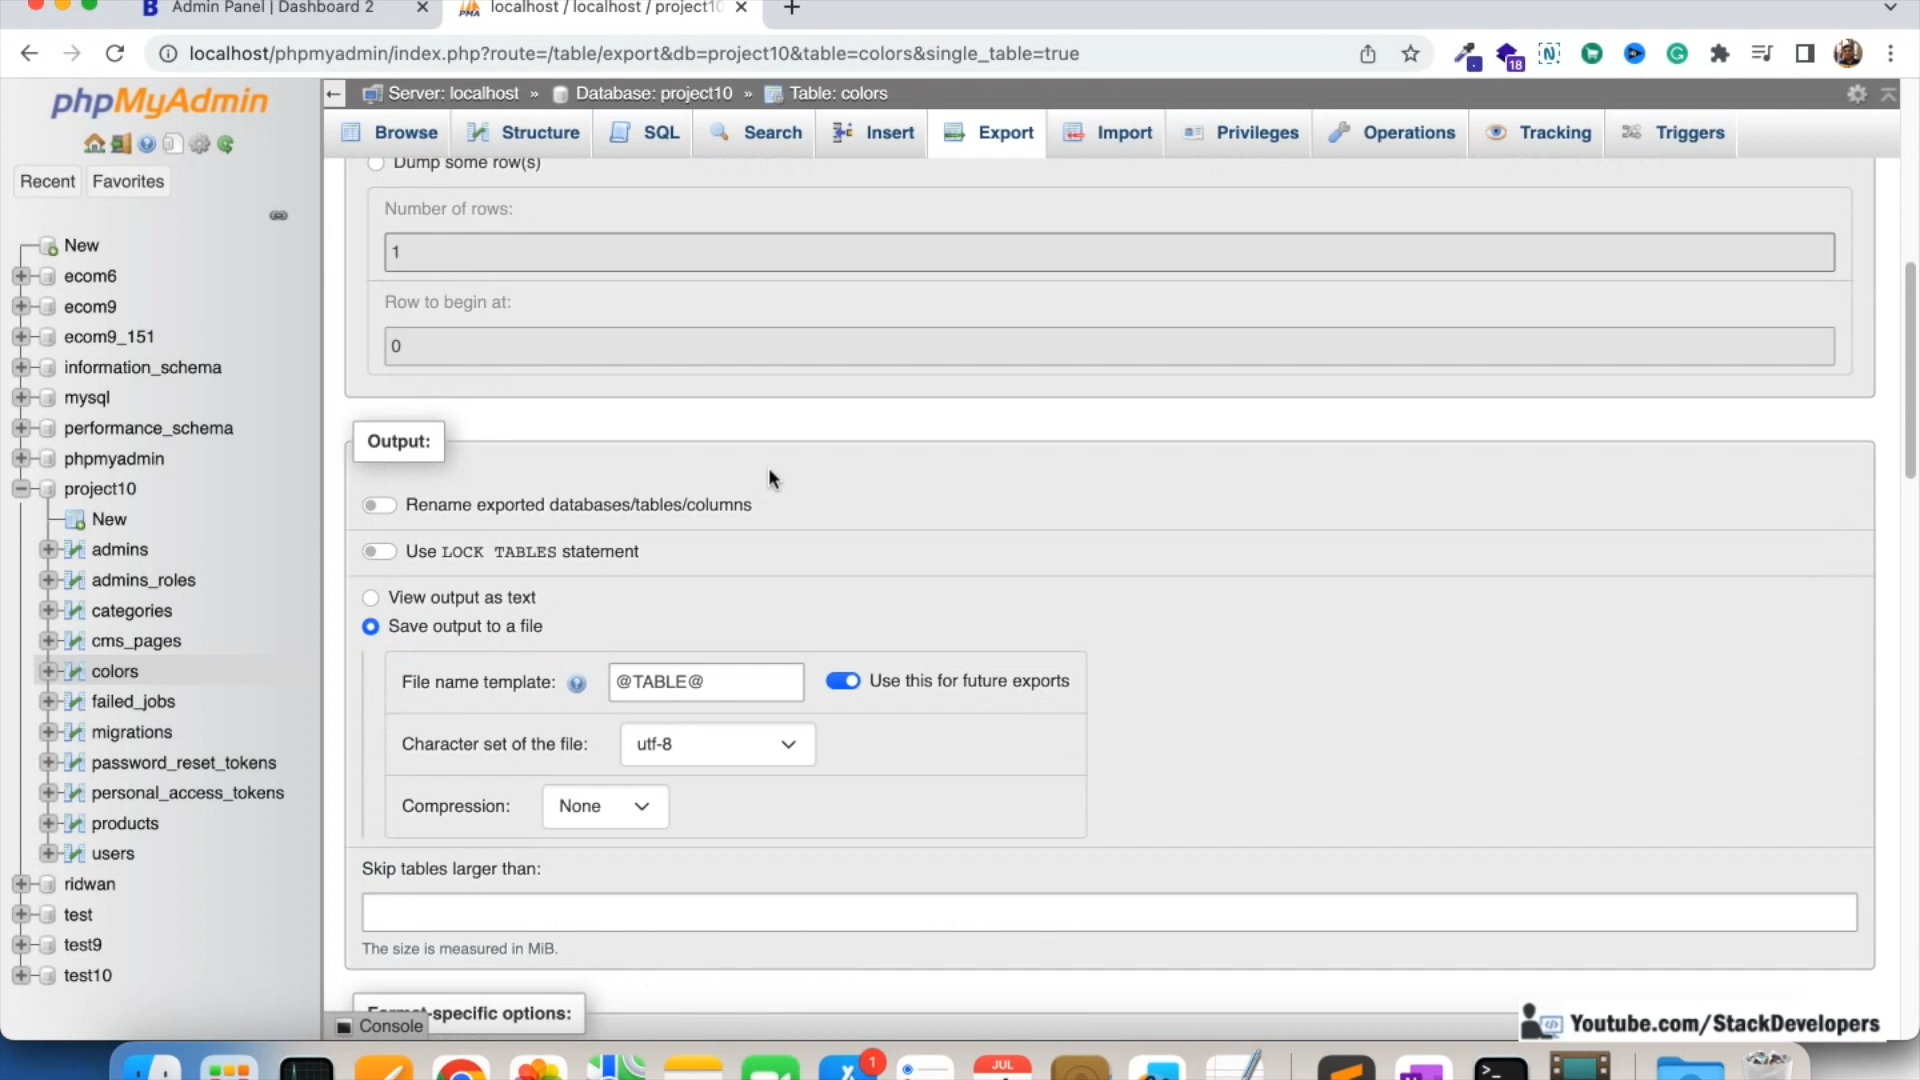 Admin Panel | Dashboard 2
localhost / localhost / project10
localhost/phpmyadmin/index.php?route=/table/export&db=project10&table=colors&single_table=true
18
phpMyAdmin
Recent
Favorites
New
ecom6
ecom9
ecom9_151
information_schema
mysql
performance_schema
phpmyadmin
project10
New
admins
admins_roles
categories
cms_pages
colors
failed_jobs
migrations
password_reset_tokens
personal_access_tokens
products
users
ridwan
test
test9
test10
Server: localhost » Database: project10 » Table: colors
Browse
Structure
SQL
Search
Insert
Export
Import
Privileges
Operations
Tracking
Triggers
Dump some row(s)
Number of rows:
1
Row to begin at:
0
Output:
Rename exported databases/tables/columns
Use LOCK TABLES statement
View output as text
Save output to a file
File name template:
@TABLE@
Use this for future exports
Character set of the file:
utf-8
Compression:
None
Skip tables larger than:
The size is measured in MiB.
Format-specific options:
Console
Youtube.com/StackDevelopers
1
JUL